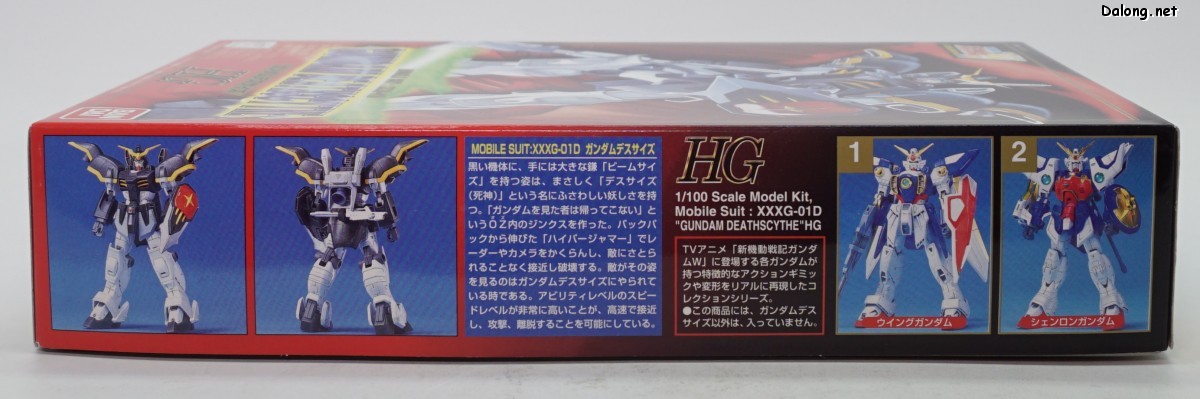 Dalong.net
MOBILE SUIT:XXXG-01D ガンダムデスサイズ
黒い機体に、手には大きな鎌「ビームサイ
ズ」を持つ姿は、まさしく「デスサイズ
(死神)」という名にふさわしい妖しさを持
つ。「ガンダムを見た者は帰ってこない」と
いうOZ内のジンクスを作った。バックパ
ックから伸びた「ハイパージャマー」でレ
ーダーやカメラをかくらんし、敵にさとら
れることなく接近し破壊する。敵がその姿
を見るのはガンダムデスサイズにやられて
いる時である。アビリティレベルのスピー
ドレベルが非常に高いことが、高速で接近
し、攻撃、離脱することを可能にしている。
HG
1/100 Scale Model Kit,
Mobile Suit : XXXG-01D
"GUNDAM DEATHSCYTHE"HG
TVアニメ「新機動戦記ガンダ
ムW」に登場する各ガンダムが
持つ特徴的なアクションギミッ
クや変形をリアルに再現したコ
レクションシリーズ。
●この商品には、ガンダムデス
サイズ以外は、入っていません。
1
ウイングガンダム
2
シェンロンガンダム